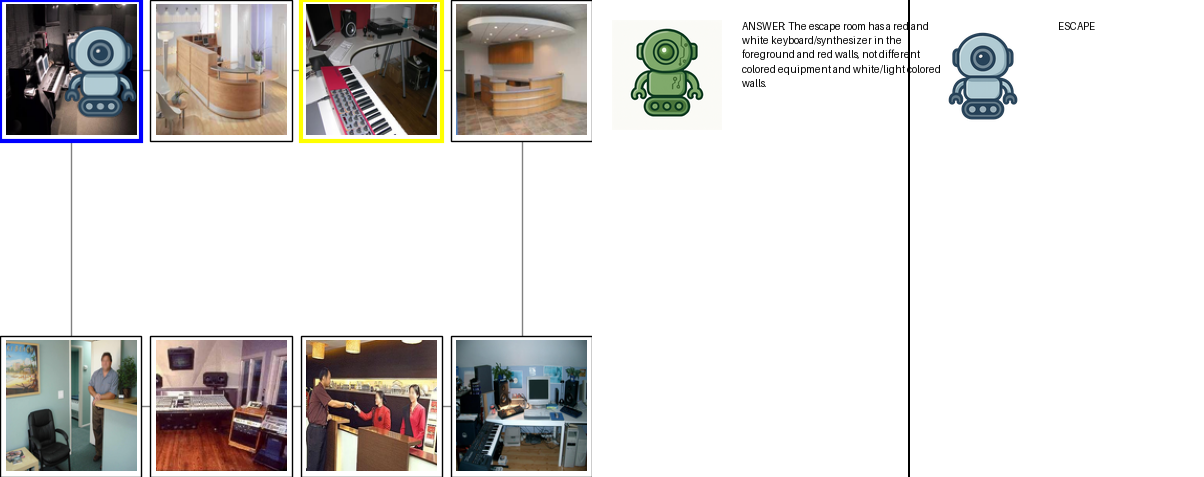 ANSWER: The escape room has a red and
white keyboard/synthesizer in the
foreground and red walls, not different
colored equipment and white/light colored
walls.
ESCAPE